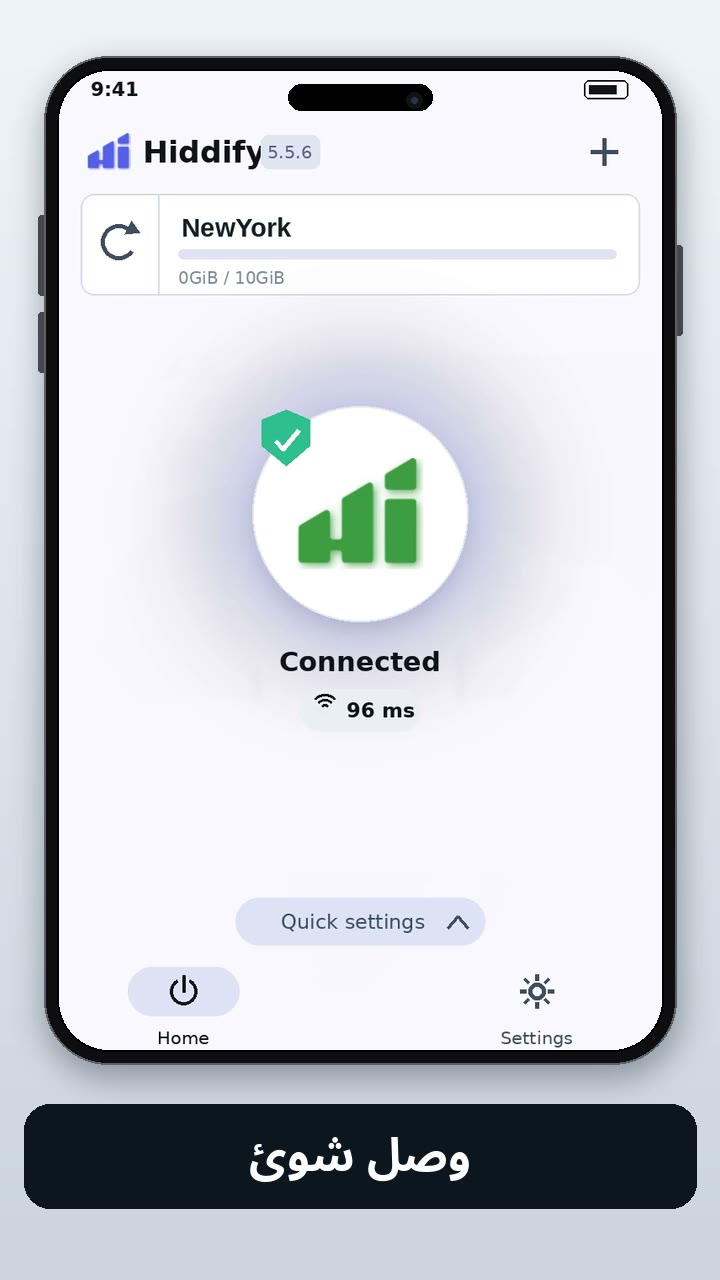 9:41
Hiddify 5.5.6
NewYork
0GiB / 10GiB
Connected
96 ms
Quick settings
Home
Settings
وصل شوئ